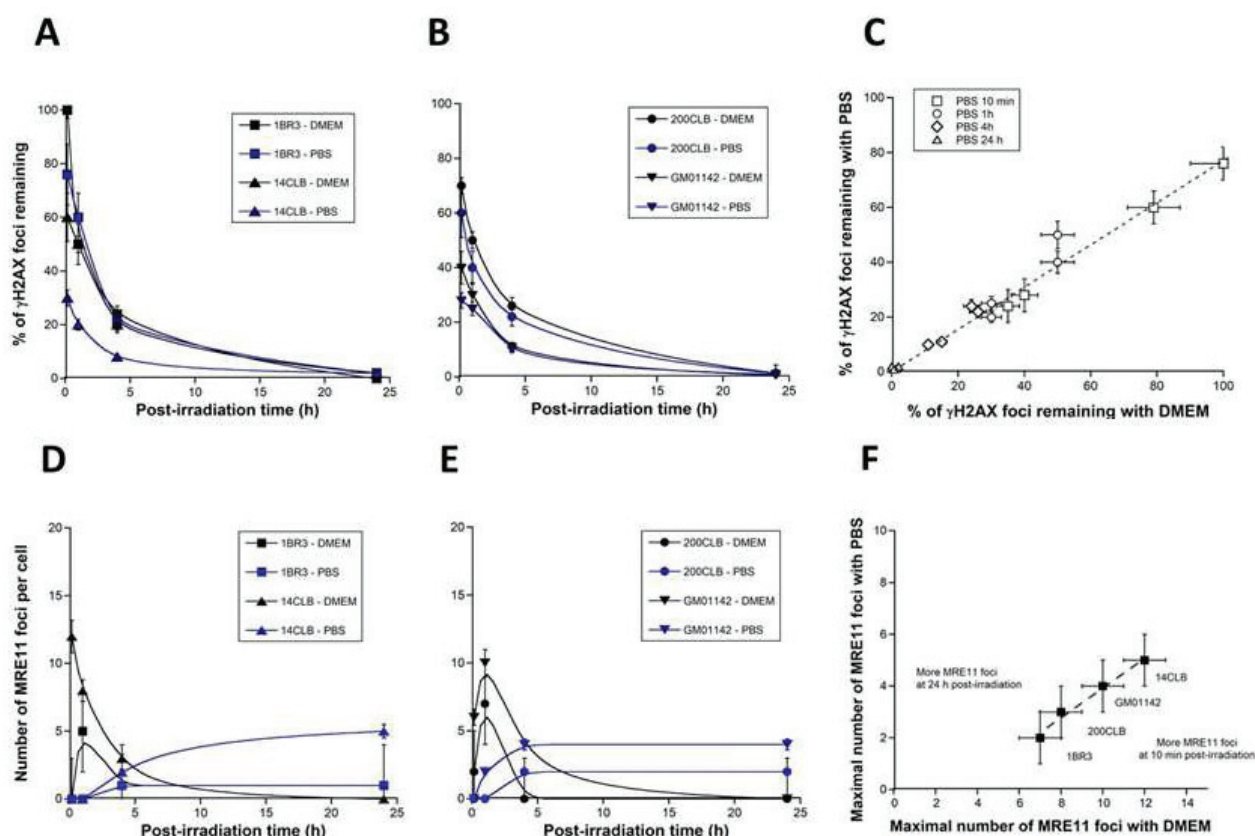 A
B
C
100
80
60
40
20
0
0
5
10
15
20
25
% of γH2AX foci remaining
Post-irradiation time (h)
1BR3 - DMEM
1BR3 - PBS
14CLB - DMEM
14CLB - PBS
100
80
60
40
20
0
0
5
10
15
20
25
Post-irradiation time (h)
200CLB - DMEM
200CLB - PBS
GM01142 - DMEM
GM01142 - PBS
% of γH2AX foci remaining with PBS
100
80
60
40
20
0
0
20
40
60
80
100
% of γH2AX foci remaining with DMEM
PBS 10 min
PBS 1h
PBS 4h
PBS 24 h
D
E
F
Number of MRE11 foci per cell
20
15
10
5
0
0
5
10
15
20
25
Post-irradiation time (h)
1BR3 - DMEM
1BR3 - PBS
14CLB - DMEM
14CLB - PBS
20
15
10
5
0
0
5
10
15
20
25
Post-irradiation time (h)
200CLB - DMEM
200CLB - PBS
GM01142 - DMEM
GM01142 - PBS
Maximal number of MRE11 foci with PBS
10
8
6
4
2
0
0
2
4
6
8
10
12
14
Maximal number of MRE11 foci with DMEM
More MRE11 foci
at 24 h post-irradiation
14CLB
GM01142
200CLB
1BR3
More MRE11 foci
at 10 min post-irradiation